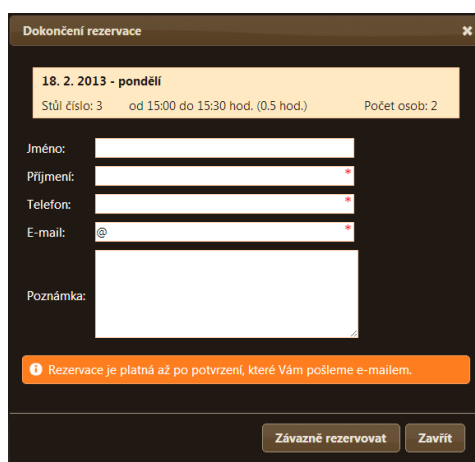 Dokončení rezervace
18. 2. 2013 - pondělí
Stůl číslo: 3 od 15:00 do 15:30 hod. (0.5 hod.) Počet osob: 2
Jméno:
Příjmení: *
Telefon: *
E-mail: @ *
Poznámka:
Rezervace je platná až po potvrzení, které Vám pošleme e-mailem.
Závazně rezervovat Zavřít